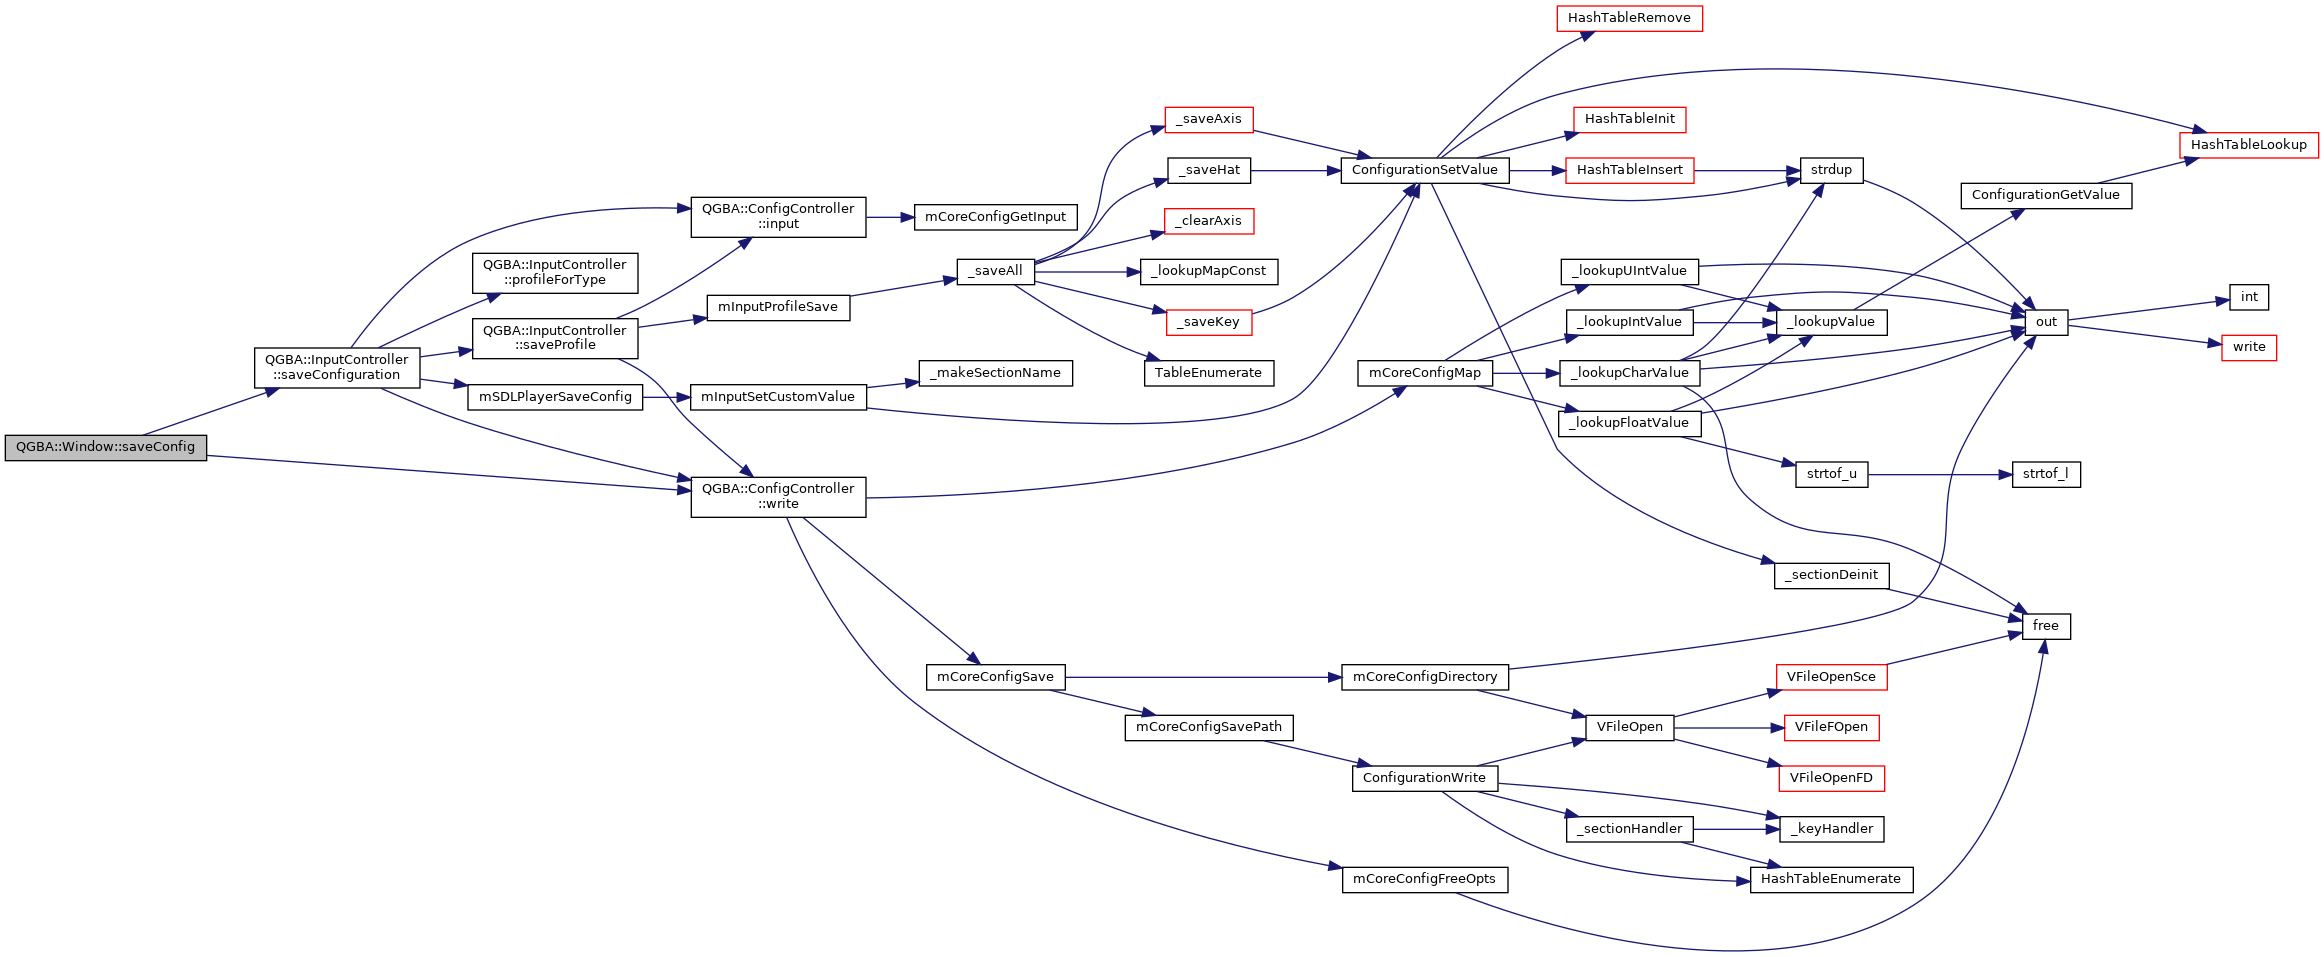 QGBA::Window::saveConfig
QGBA::InputController
::saveConfiguration
QGBA::InputController
::profileForType
QGBA::InputController
::saveProfile
mSDLPlayerSaveConfig
QGBA::ConfigController
::input
mInputProfileSave
mInputSetCustomValue
QGBA::ConfigController
::write
mCoreConfigGetInput
_saveAll
_makeSectionName
mCoreConfigSave
_saveAxis
_saveHat
_clearAxis
_lookupMapConst
_saveKey
TableEnumerate
mCoreConfigSavePath
ConfigurationSetValue
mCoreConfigMap
mCoreConfigDirectory
ConfigurationWrite
mCoreConfigFreeOpts
HashTableRemove
HashTableInit
HashTableInsert
_lookupUIntValue
_lookupIntValue
_lookupCharValue
_lookupFloatValue
VFileOpen
_sectionHandler
strdup
_lookupValue
strtof_u
_sectionDeinit
VFileOpenSce
VFileFOpen
VFileOpenFD
_keyHandler
HashTableEnumerate
ConfigurationGetValue
out
strtof_l
free
HashTableLookup
int
write